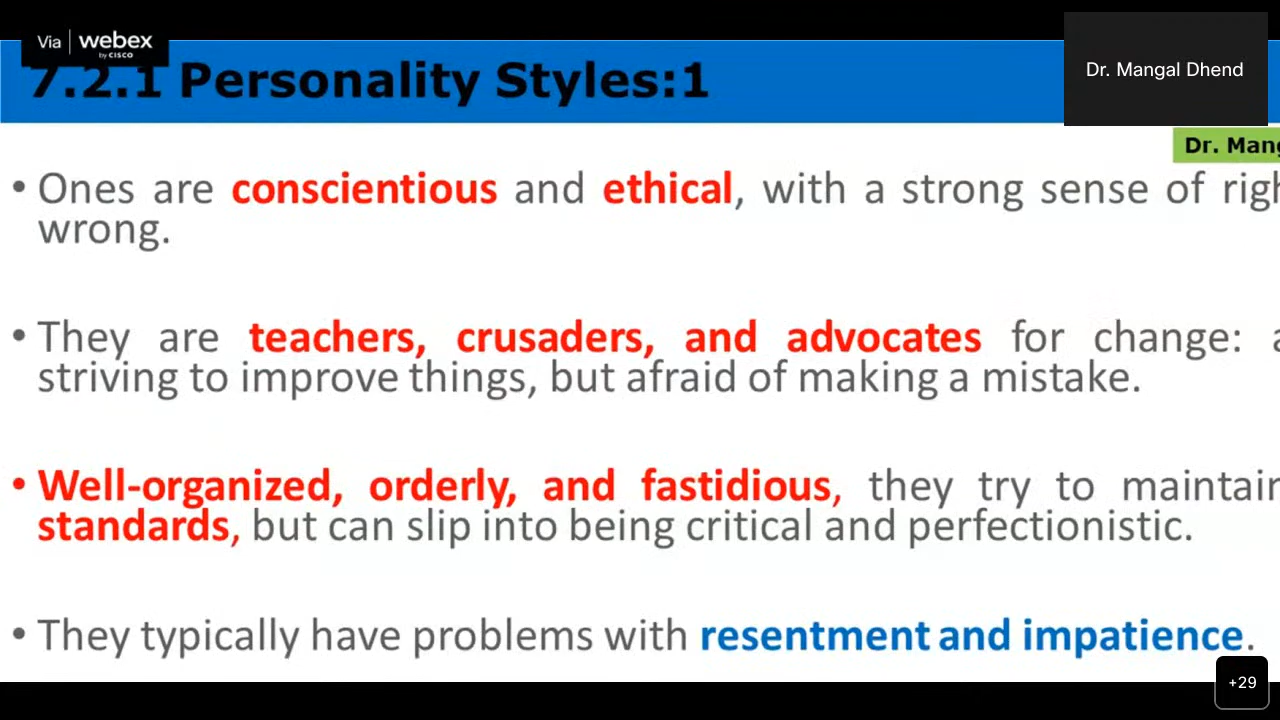 Via webex
by CISCO
7.2.1 Personality Styles:1
Dr. Mangal Dhend
Dr.
• Ones are conscientious and ethical, with a strong sense of
wrong.
• They are teachers, crusaders, and advocates for change:
striving to improve things, but afraid of making a mistake.
• Well-organized, orderly, and fastidious, they try to maintain
standards, but can slip into being critical and perfectionistic.
• They typically have problems with resentment and impatience.
+29